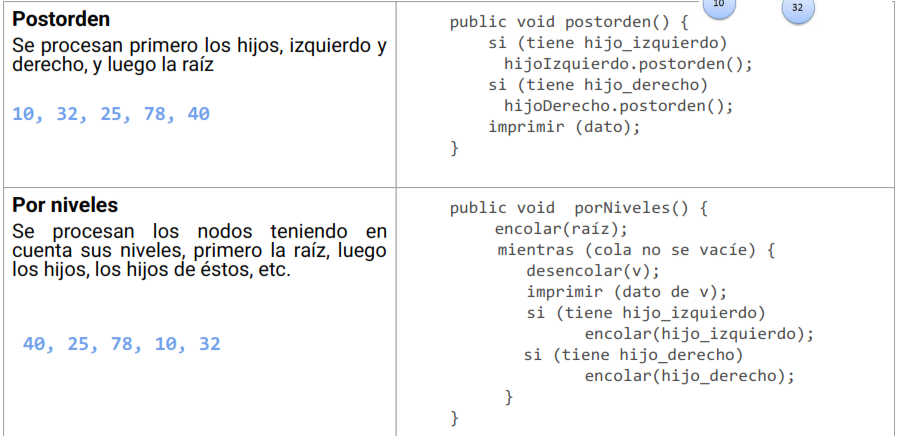 10
32
Postorden
Se procesan primero los hijos, izquierdo y
derecho, y luego la raíz
10, 32, 25, 78, 40
public void postorden() {
si (tiene hijo_izquierdo)
hijoIzquierdo.postorden();
si (tiene hijo_derecho)
hijoDerecho.postorden();
imprimir (dato);
}
Por niveles
Se procesan los nodos teniendo en
cuenta sus niveles, primero la raíz, luego
los hijos, los hijos de éstos, etc.
40, 25, 78, 10, 32
public void porNiveles() {
encolar(raíz);
mientras (cola no se vacíe) {
desencolar(v);
imprimir (dato de v);
si (tiene hijo_izquierdo)
encolar(hijo_izquierdo);
si (tiene hijo_derecho)
encolar(hijo_derecho);
}
}